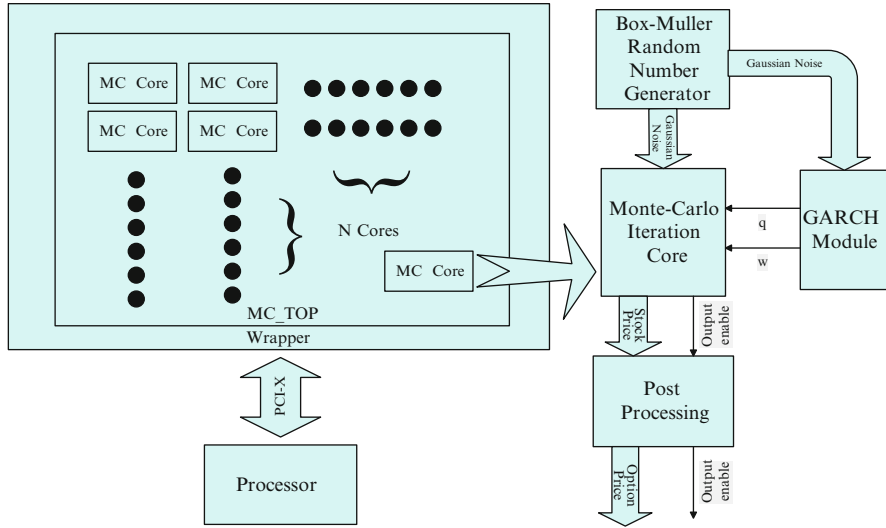 MC Core
MC Core
MC Core
MC Core
N Cores
MC Core
MC_TOP
Wrapper
PCI-X
Processor
Box-Muller
Random
Number
Generator
Gaussian Noise
Gaussian
Noise
Monte-Carlo
Iteration
Core
q
w
GARCH
Module
Stock
Price
Output
enable
Post
Processing
Option
Price
Output
enable